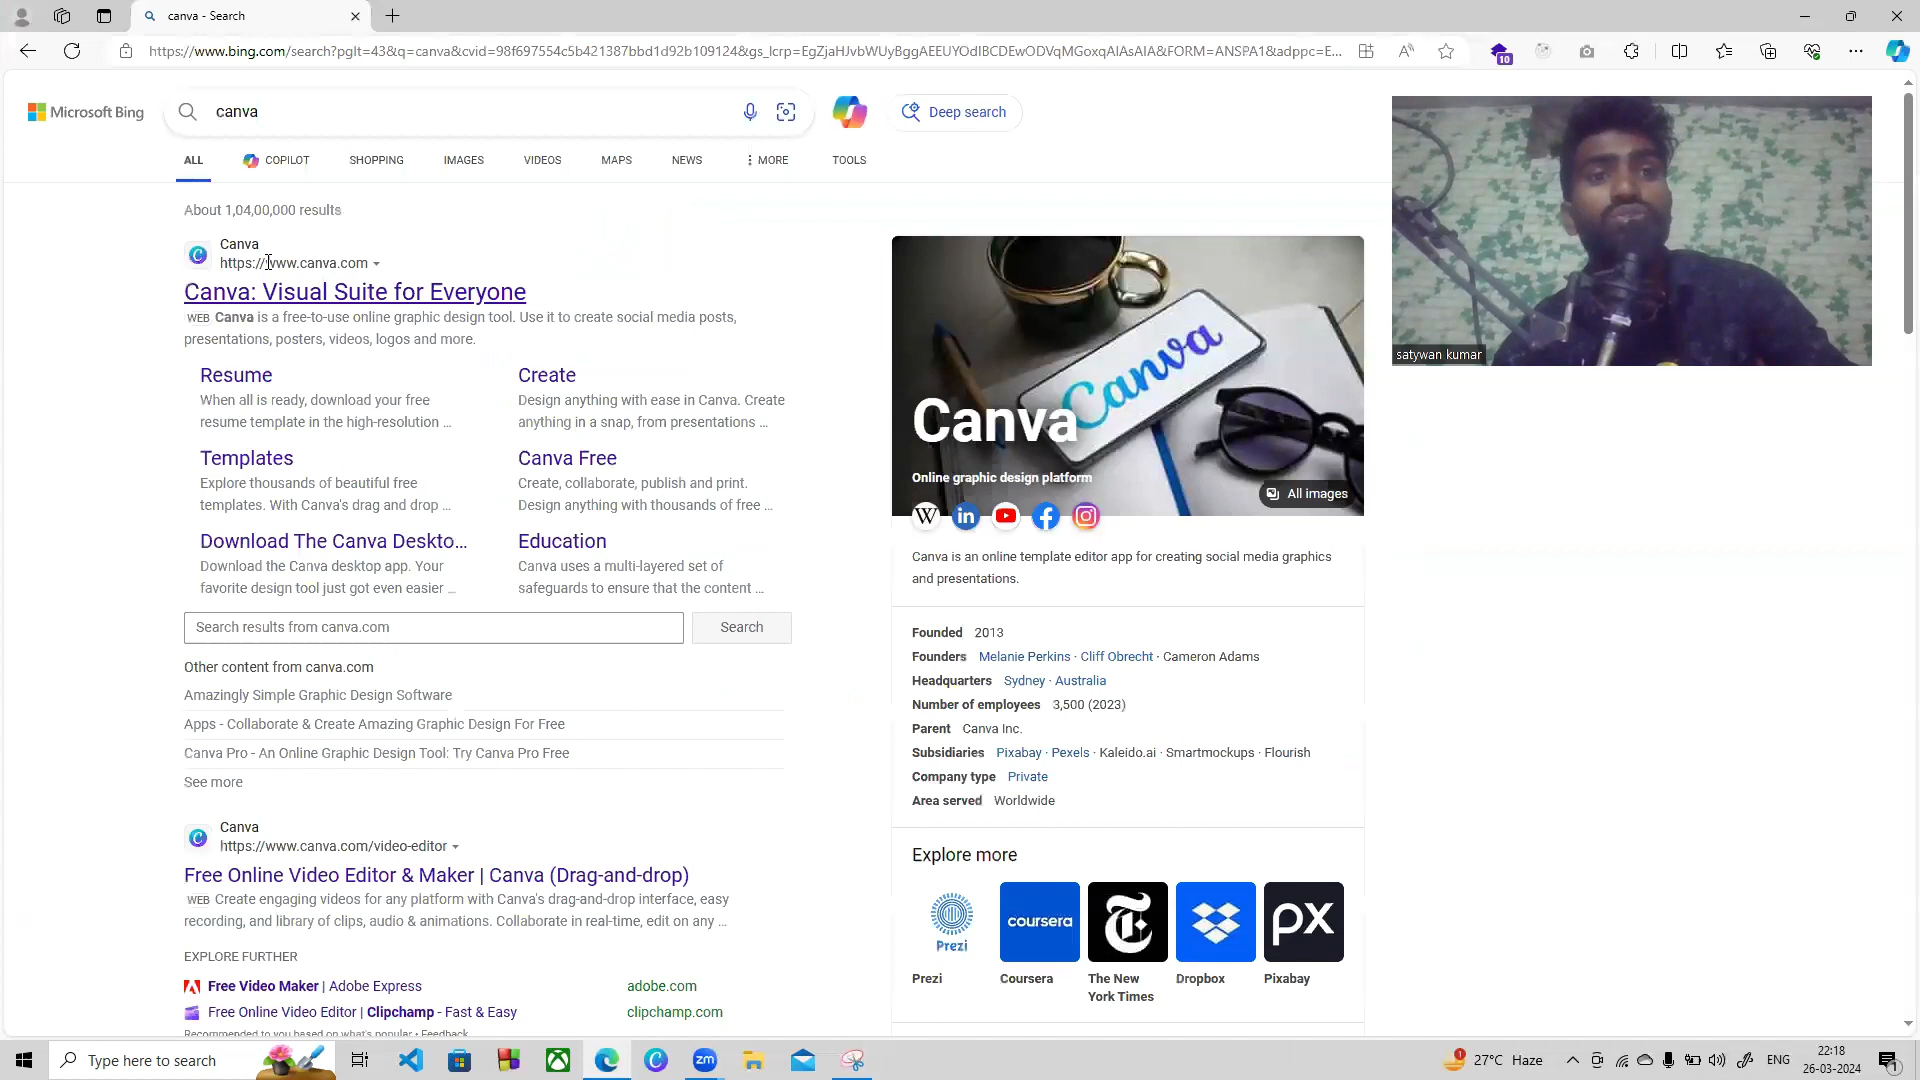 canva - Search
https://www.bing.com/search?pglt=43&q=canva&cvid=98f697554c5b421387bbd1d92b109124&gs_lcrp=EgZjaHJvbWUyBggAEEUYOdIBCDEwODVqMGoxqAIAsAIA&FORM=ANSPA1&adppc=E...
10
Microsoft Bing
canva
Deep search
ALL
COPILOT
SHOPPING
IMAGES
VIDEOS
MAPS
NEWS
MORE
TOOLS
About 1,04,00,000 results
Canva
https://www.canva.com
Canva: Visual Suite for Everyone
WEB Canva is a free-to-use online graphic design tool. Use it to create social media posts,
presentations, posters, videos, logos and more.
Resume
When all is ready, download your free
resume template in the high-resolution ...
Create
Design anything with ease in Canva. Create
anything in a snap, from presentations ...
Templates
Explore thousands of beautiful free
templates. With Canva's drag and drop ...
Canva Free
Create, collaborate, publish and print.
Design anything with thousands of free ...
Download The Canva Deskto...
Download the Canva desktop app. Your
favorite design tool just got even easier ...
Education
Canva uses a multi-layered set of
safeguards to ensure that the content ...
Search results from canva.com
Search
Other content from canva.com
Amazingly Simple Graphic Design Software
Apps - Collaborate & Create Amazing Graphic Design For Free
Canva Pro - An Online Graphic Design Tool: Try Canva Pro Free
See more
Canva
https://www.canva.com/video-editor
Free Online Video Editor & Maker | Canva (Drag-and-drop)
WEB Create engaging videos for any platform with Canva's drag-and-drop interface, easy
recording, and library of clips, audio & animations. Collaborate in real-time, edit on any ...
EXPLORE FURTHER
Free Video Maker | Adobe Express
adobe.com
Free Online Video Editor | Clipchamp - Fast & Easy
clipchamp.com
Recommended to you based on what's popular • Feedback
Canva
Canva
Online graphic design platform
All images
W
in
Canva is an online template editor app for creating social media graphics
and presentations.
Founded 2013
Founders Melanie Perkins · Cliff Obrecht · Cameron Adams
Headquarters Sydney · Australia
Number of employees 3,500 (2023)
Parent Canva Inc.
Subsidiaries Pixabay · Pexels · Kaleido.ai · Smartmockups · Flourish
Company type Private
Area served Worldwide
Explore more
Prezi
coursera
T
px
Prezi
Coursera
The New
York Times
Dropbox
Pixabay
satywan kumar
Type here to search
zm
1
27°C Haze
ENG
22:18
26-03-2024
1